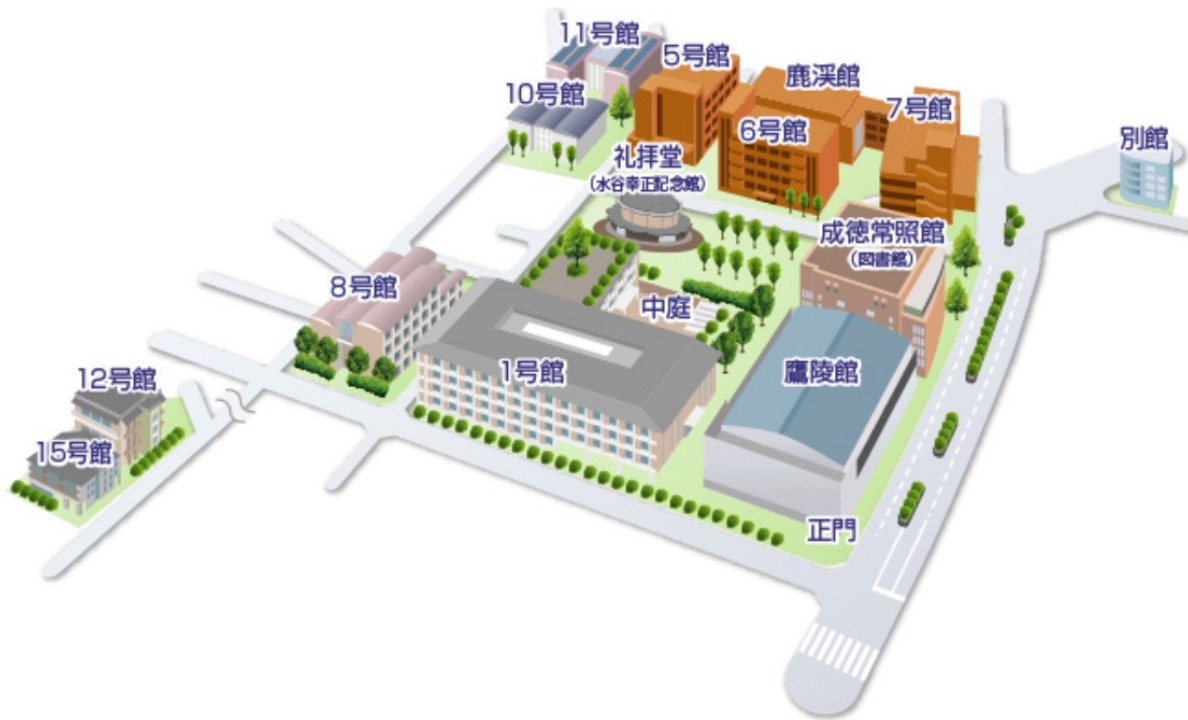 11号館
5号館
鹿渓館
10号館
6号館
7号館
別館
礼拝堂
(水谷幸正記念館)
成徳常照館
(図書館)
8号館
中庭
1号館
鷹陵館
12号館
15号館
正門